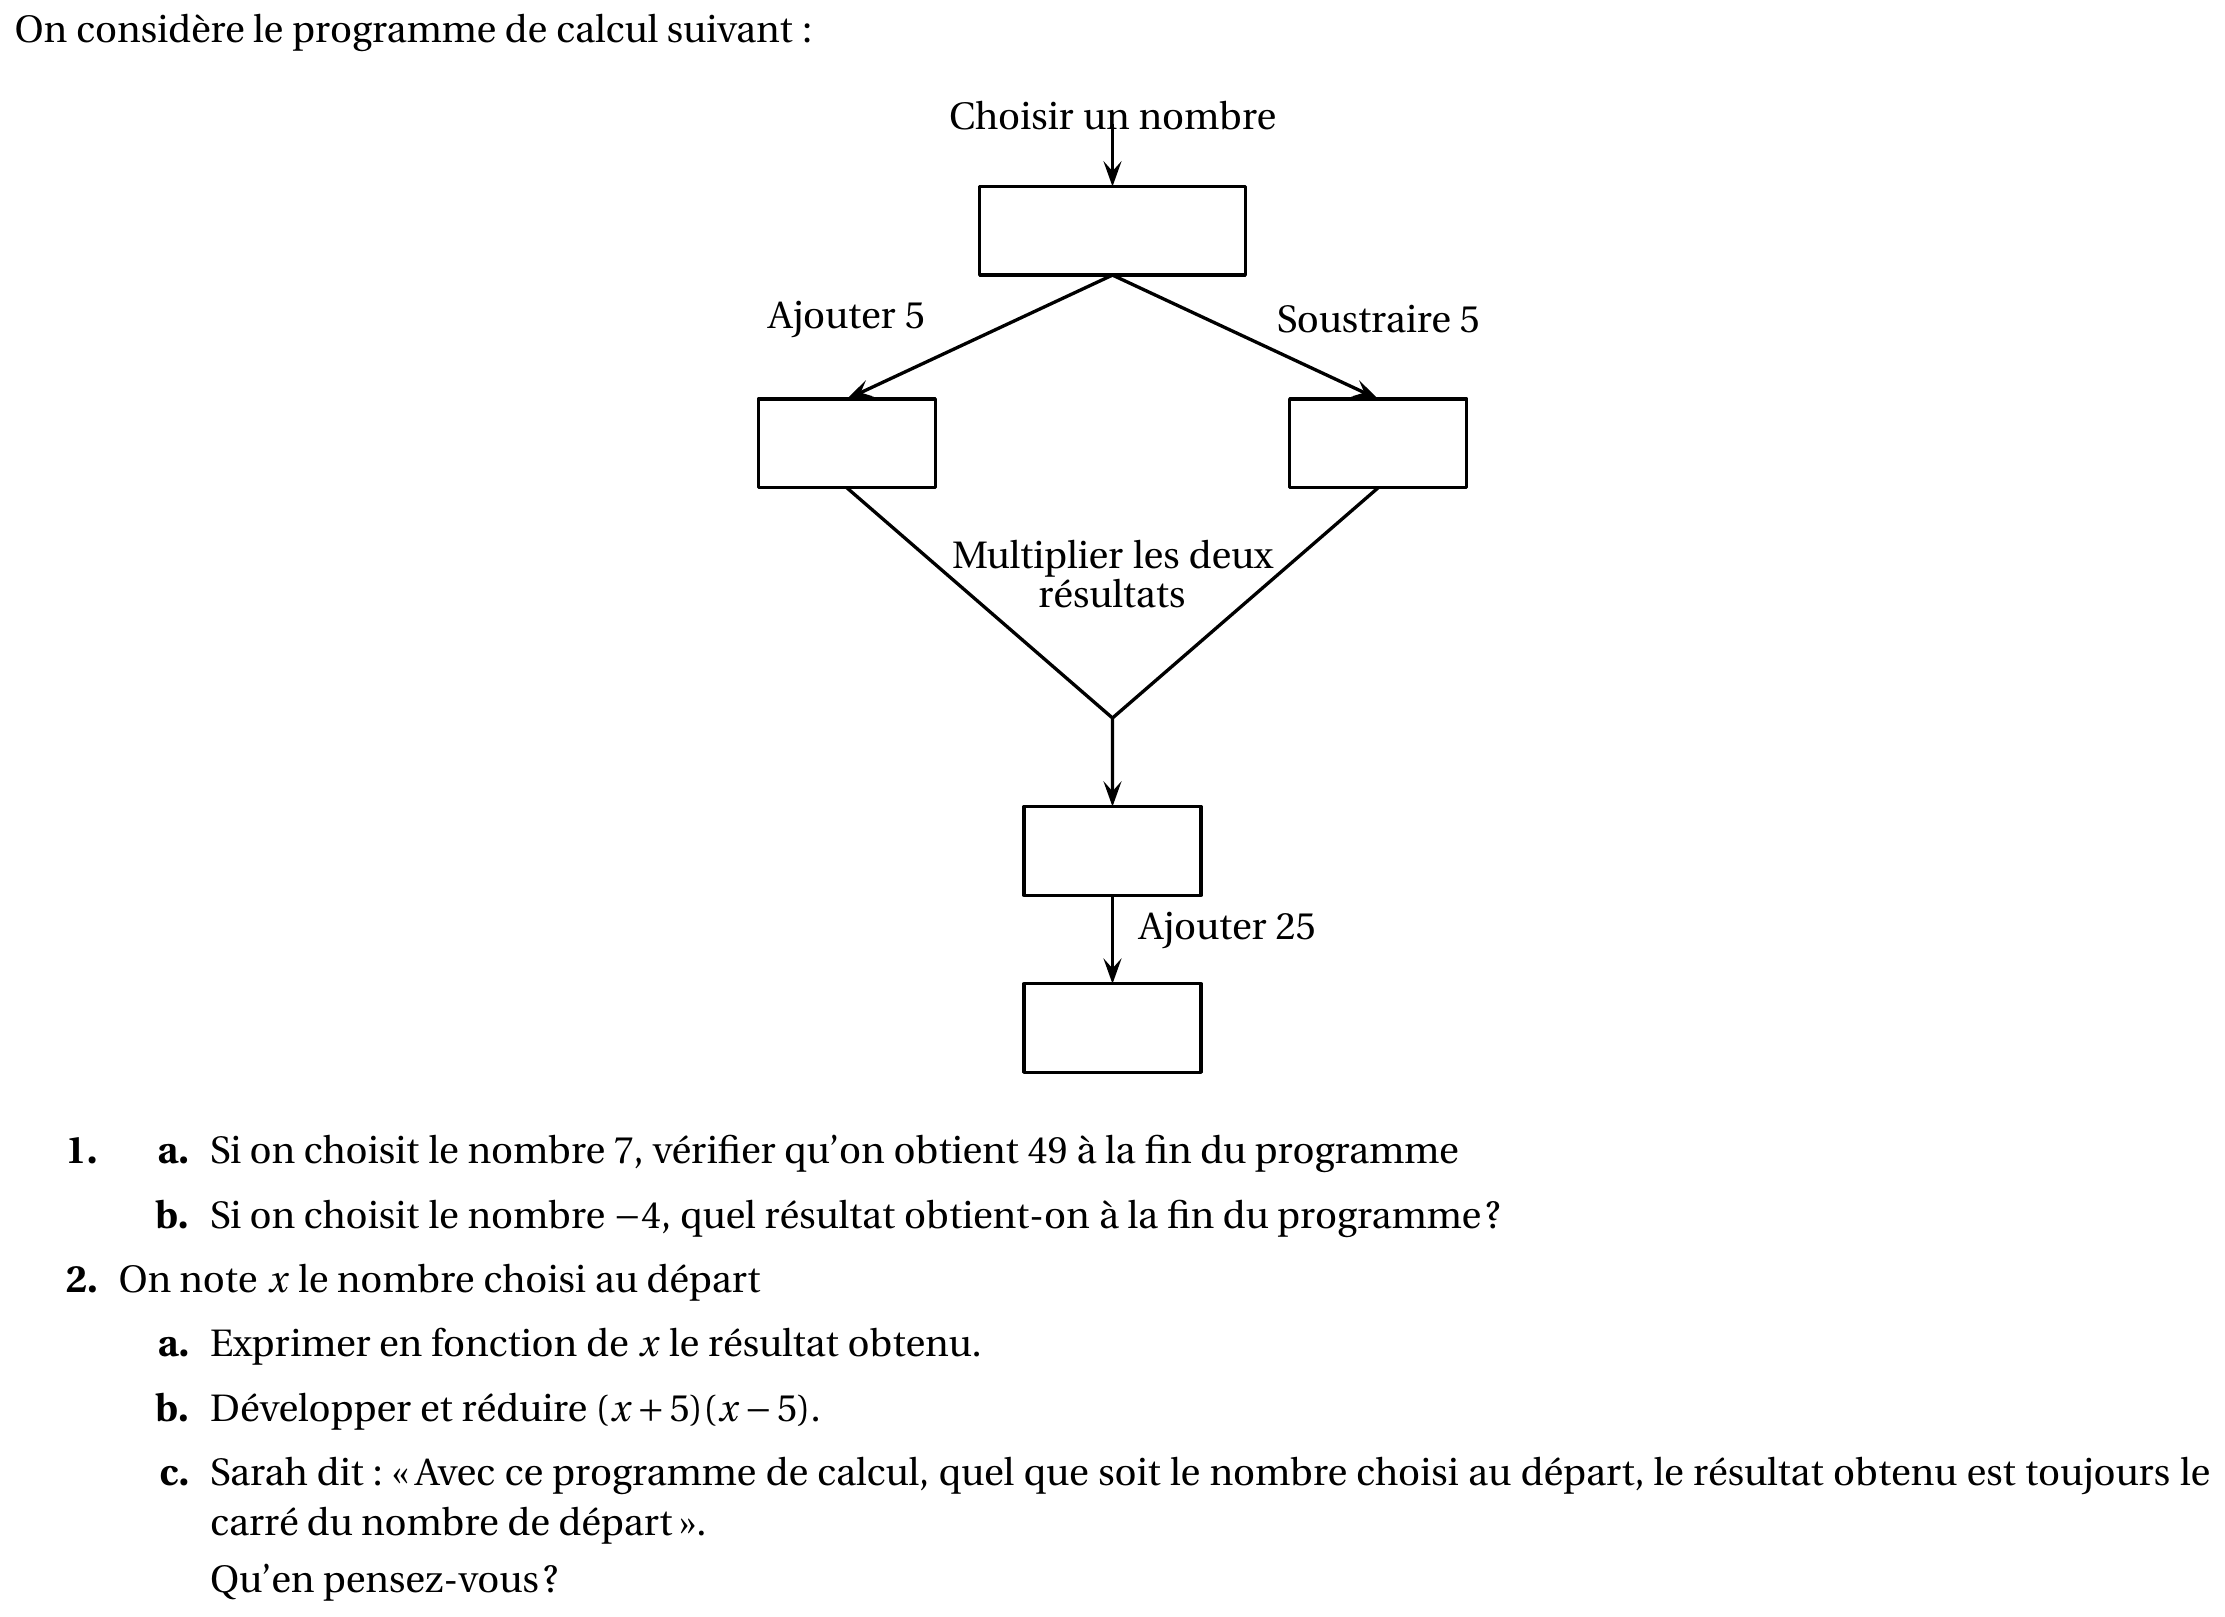 On considère le programme de calcul suivant :
Choisir un nombre
Ajouter 5
Soustraire 5
Multiplier les deux
résultats
Ajouter 25
1. a. Si on choisit le nombre 7, vérifier qu’on obtient 49 à la fin du programme
b. Si on choisit le nombre −4, quel résultat obtient-on à la fin du programme ?
2. On note x le nombre choisi au départ
a. Exprimer en fonction de x le résultat obtenu.
b. Développer et réduire (x + 5)(x − 5).
c. Sarah dit : « Avec ce programme de calcul, quel que soit le nombre choisi au départ, le résultat obtenu est toujours le
carré du nombre de départ ».
Qu’en pensez-vous ?